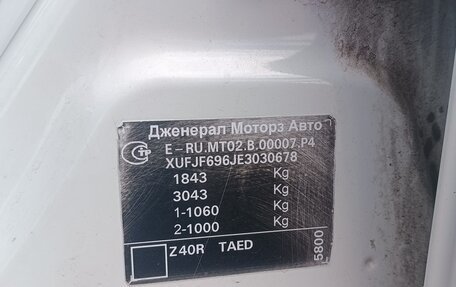 Дженерал Моторз Авто
E – RU.MT02.B.00007.P4
XUFJF696JE3030678
1843 Kg
3043 Kg
1-1060 Kg
2-1000 Kg
Z40R TAED
5800